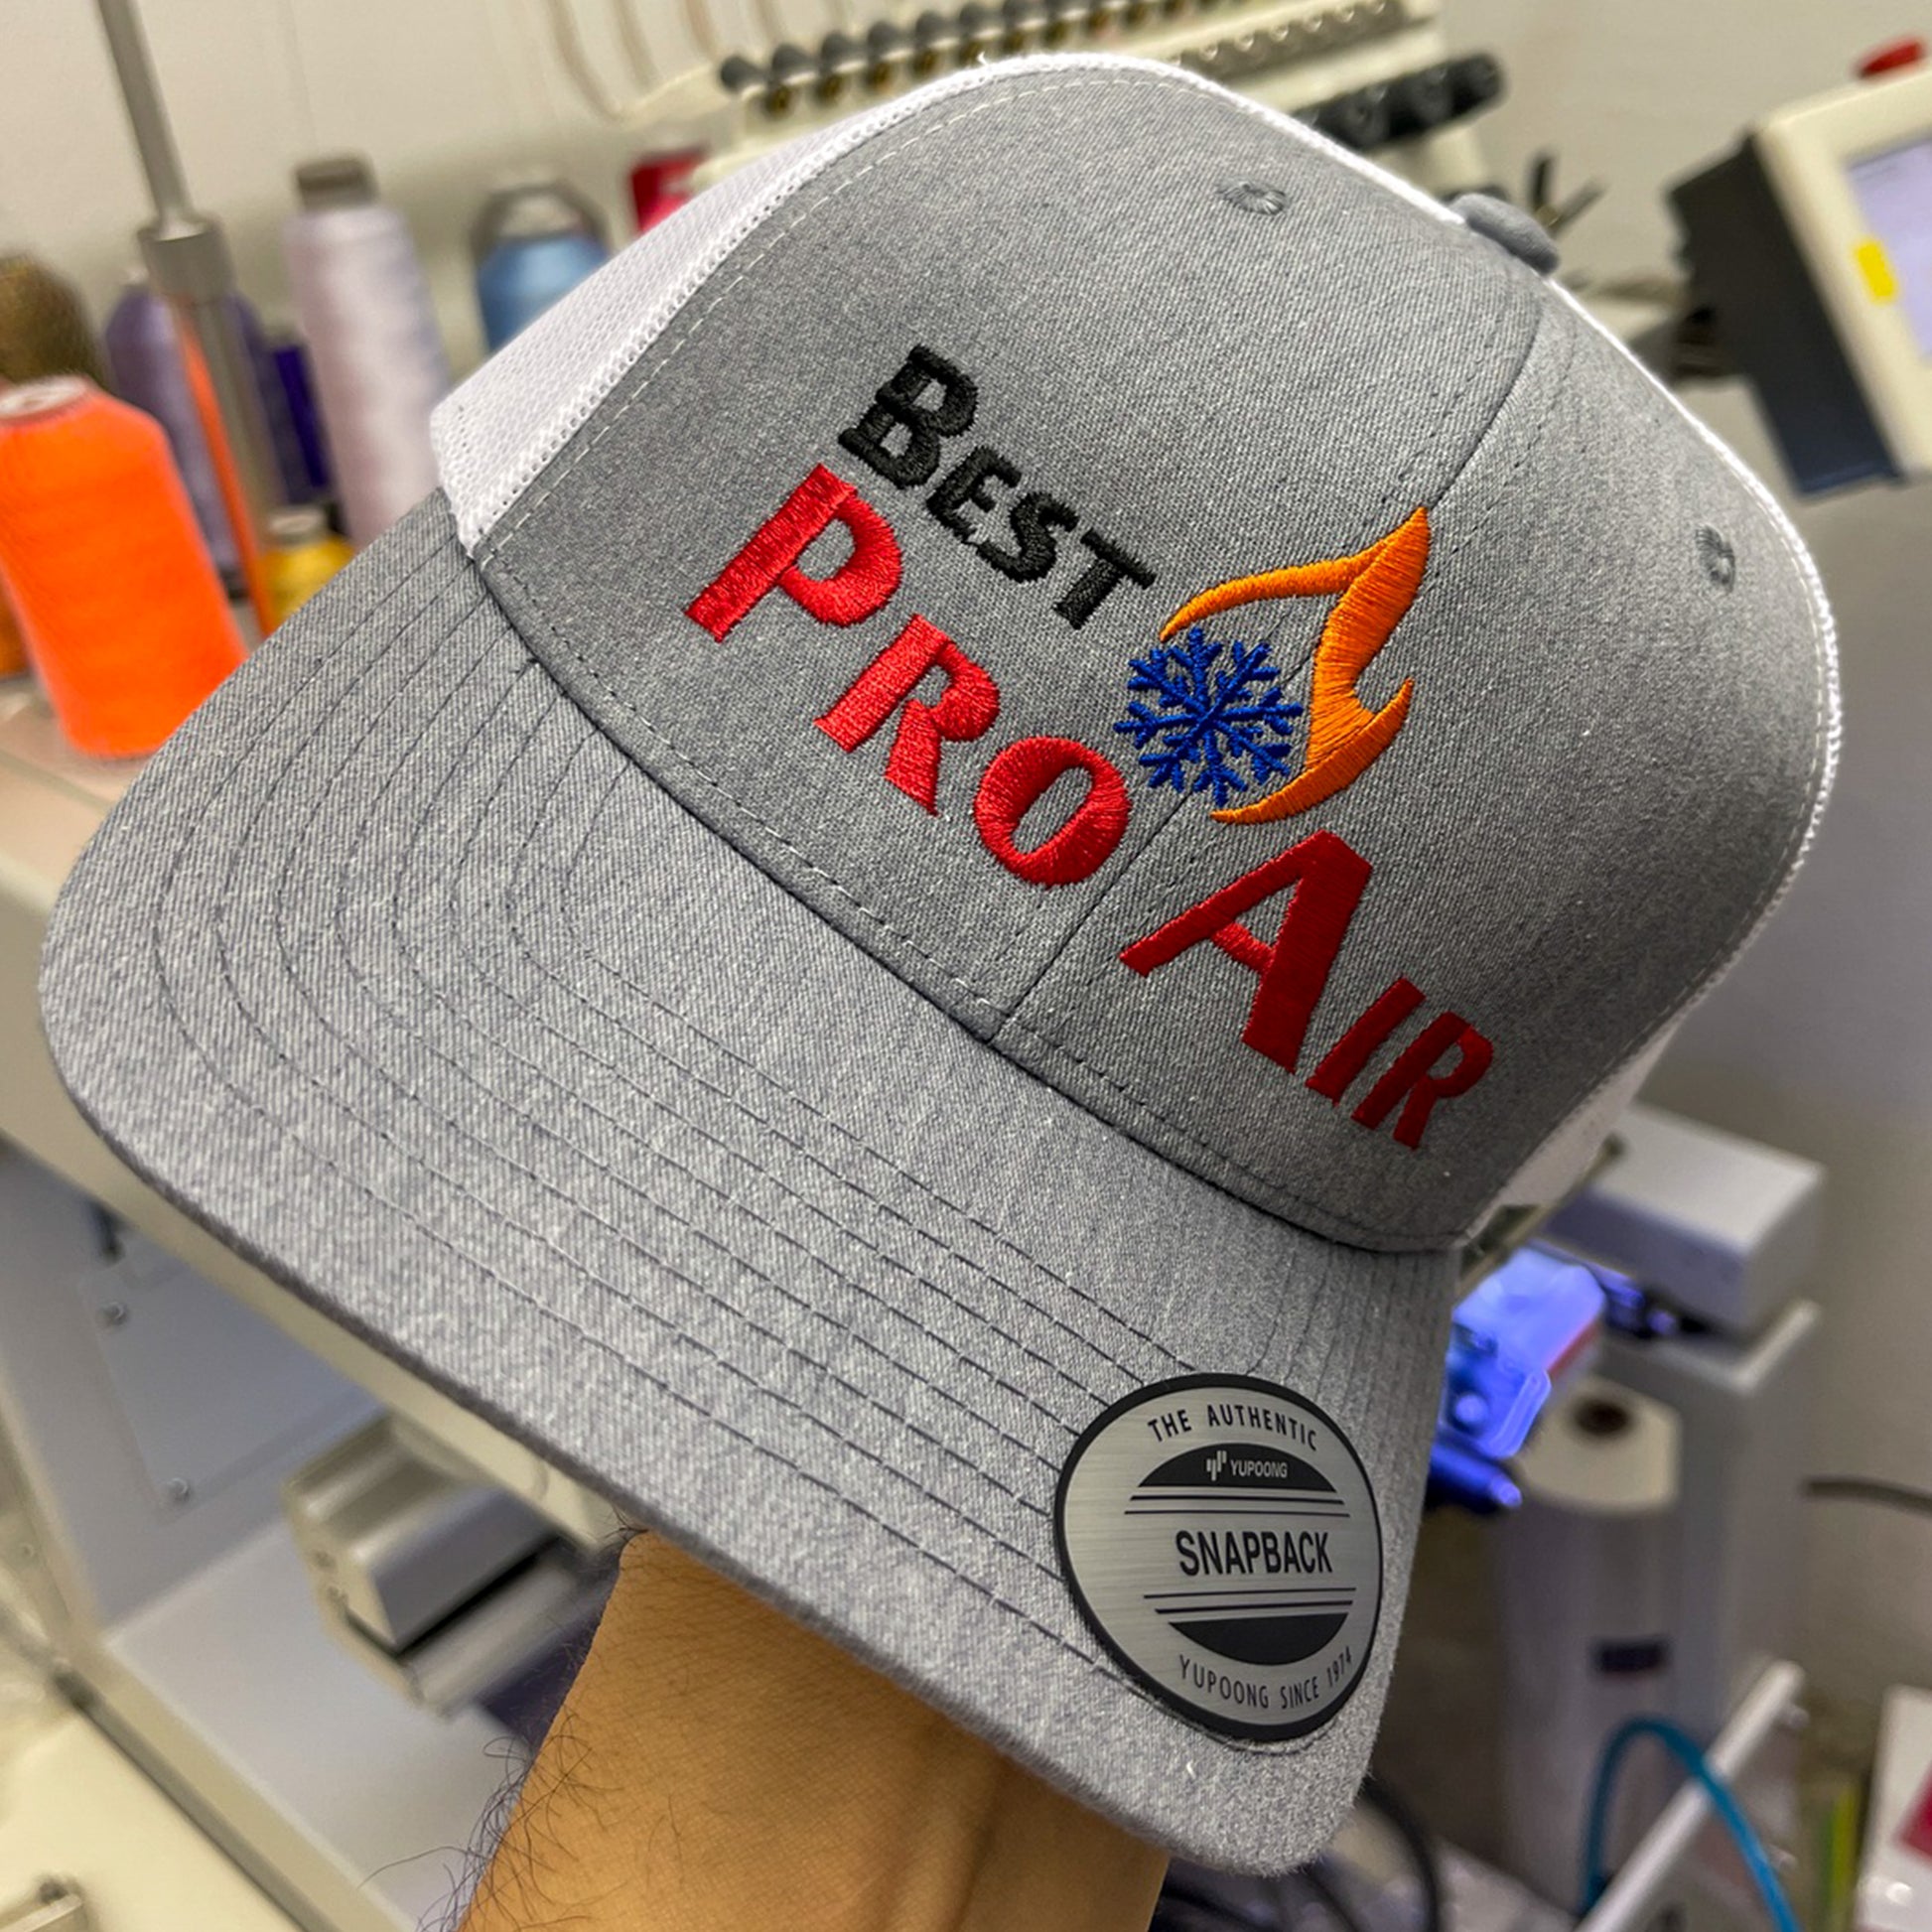 BEST
PRO AIR
THE AUTHENTIC
YUPOONG
SNAPBACK
YUPOONG SINCE 1974